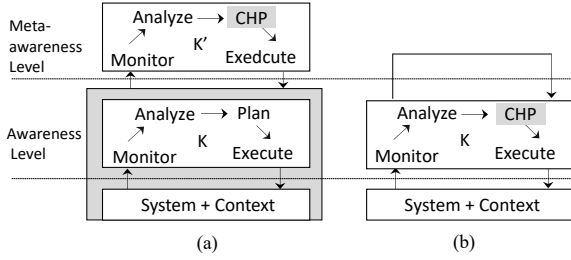 Meta-
awareness
Level
Analyze
CHP
K'
Monitor
Exedcute
Awareness
Level
Analyze
Plan
K
Monitor
Execute
System + Context
(a)
Analyze
CHP
K
Monitor
Execute
System + Context
(b)